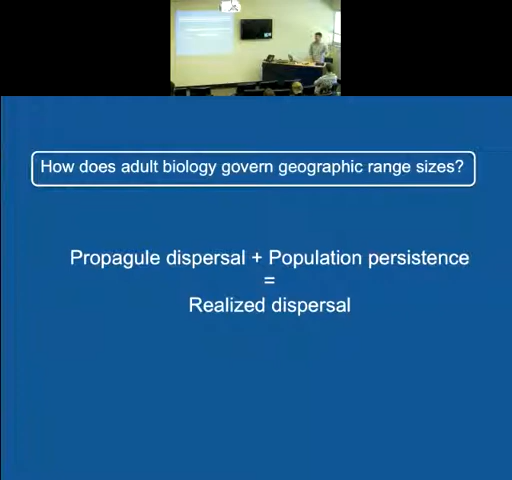 How does adult biology govern geographic range sizes?
Propagule dispersal + Population persistence
=
Realized dispersal